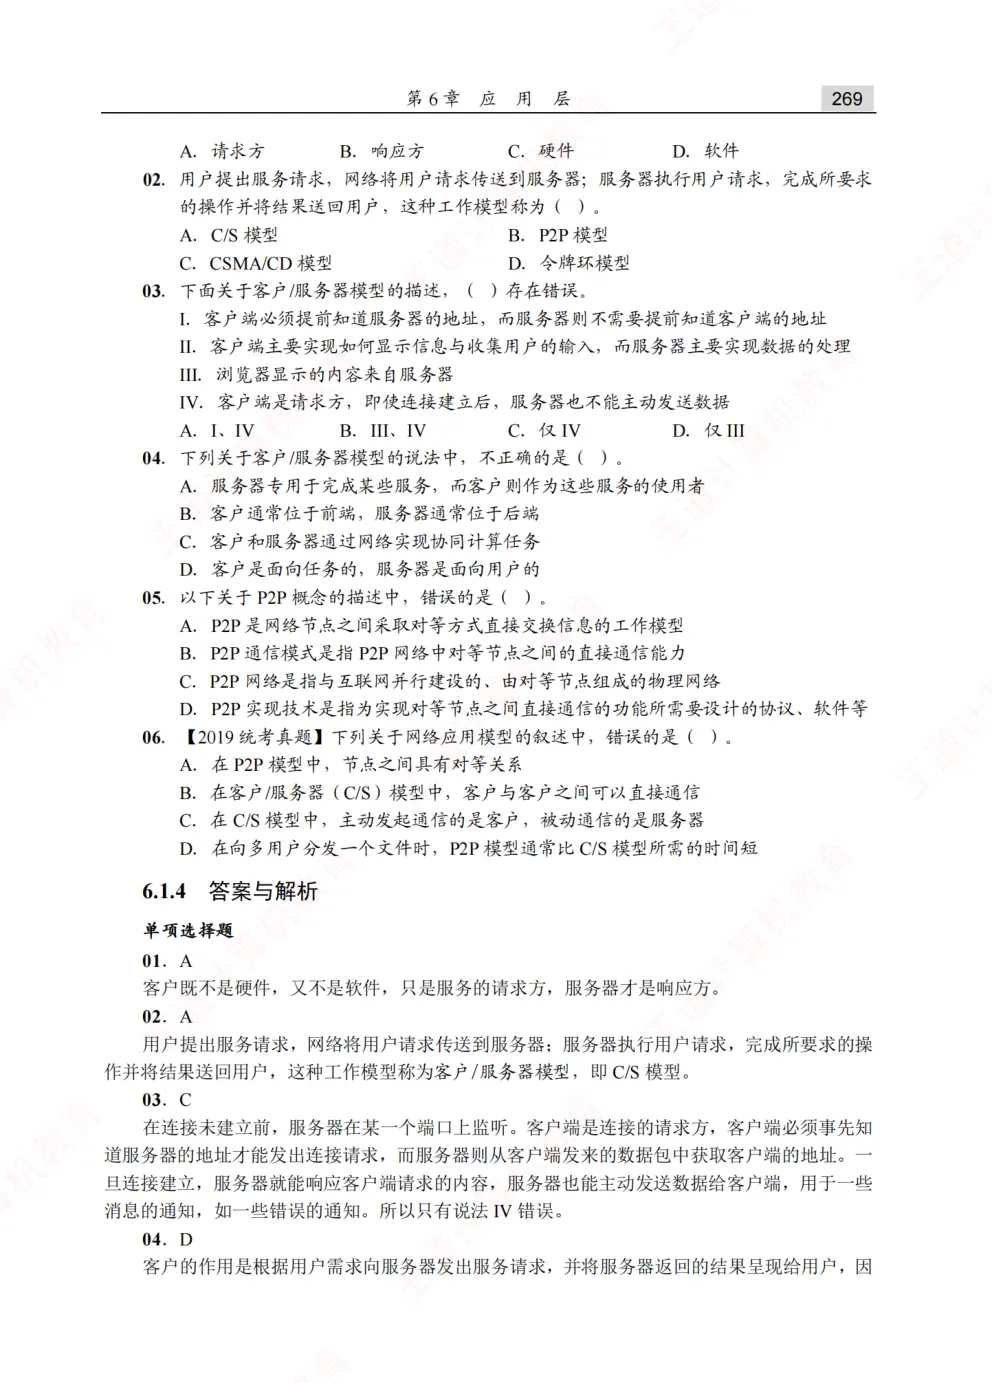 第 6 章 应 用 层 269
A. 请求方 B. 响应方 C. 硬件 D. 软件
02. 用户提出服务请求，网络将用户请求传送到服务器；服务器执行用户请求，完成所要求
的操作并将结果送回用户，这种工作模型称为（ ）。
A. C/S 模型 B. P2P 模型
C. CSMA/CD 模型 D. 令牌环模型
03. 下面关于客户/服务器模型的描述，（ ）存在错误。
I. 客户端必须提前知道服务器的地址，而服务器则不需要提前知道客户端的地址
II. 客户端主要实现如何显示信息与收集用户的输入，而服务器主要实现数据的处理
III. 浏览器显示的内容来自服务器
IV. 客户端是请求方，即使连接建立后，服务器也不能主动发送数据
A. I、IV B. III、IV C. 仅 IV D. 仅 III
04. 下列关于客户/服务器模型的说法中，不正确的是（ ）。
A. 服务器专用于完成某些服务，而客户则作为这些服务的使用者
B. 客户通常位于前端，服务器通常位于后端
C. 客户和服务器通过网络实现协同计算任务
D. 客户是面向任务的，服务器是面向用户的
05. 以下关于 P2P 概念的描述中，错误的是（ ）。
A. P2P 是网络节点之间采取对等方式直接交换信息的工作模型
B. P2P 通信模式是指 P2P 网络中对等节点之间的直接通信能力
C. P2P 网络是指与互联网并行建设的、由对等节点组成的物理网络
D. P2P 实现技术是指为实现对等节点之间直接通信的功能所需要设计的协议、软件等
06. 【2019 统考真题】下列关于网络应用模型的叙述中，错误的是（ ）。
A. 在 P2P 模型中，节点之间具有对等关系
B. 在客户/服务器（C/S）模型中，客户与客户之间可以直接通信
C. 在 C/S 模型中，主动发起通信的是客户，被动通信的是服务器
D. 在向多用户分发一个文件时，P2P 模型通常比 C/S 模型所需的时间短
6.1.4 答案与解析
单项选择题
01. A
客户既不是硬件，又不是软件，只是服务的请求方，服务器才是响应方。
02. A
用户提出服务请求，网络将用户请求传送到服务器；服务器执行用户请求，完成所要求的操
作并将结果送回用户，这种工作模型称为客户/服务器模型，即 C/S 模型。
03. C
在连接未建立前，服务器在某一个端口上监听。客户端是连接的请求方，客户端必须事先知
道服务器的地址才能发出连接请求，而服务器则从客户端发来的数据包中获取客户端的地址。一
旦连接建立，服务器就能响应客户端请求的内容，服务器也能主动发送数据给客户端，用于一些
消息的通知，如一些错误的通知。所以只有说法 IV 错误。
04. D
客户的作用是根据用户需求向服务器发出服务请求，并将服务器返回的结果呈现给用户，因